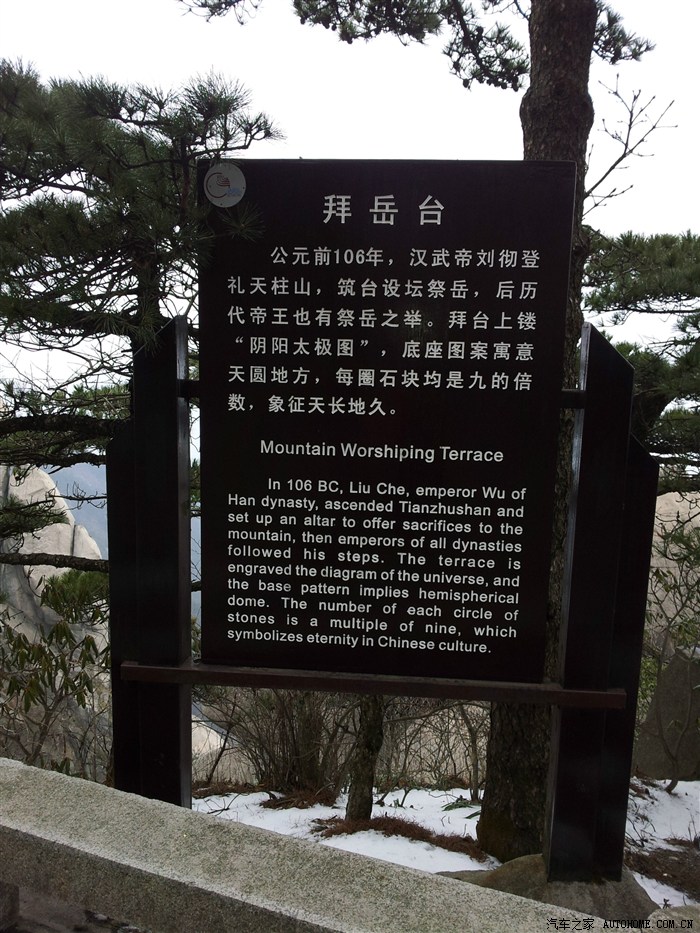 拜岳台
公元前106年，汉武帝刘彻登
礼天柱山，筑台设坛祭岳，后历
代帝王也有祭岳之举。拜台上镂
“阴阳太极图”，底座图案寓意
天圆地方，每圈石块均是九的倍
数，象征天长地久。
Mountain Worshiping Terrace
In 106 BC, Liu Che, emperor Wu of
Han dynasty, ascended Tianzhushan and
set up an altar to offer sacrifices to the
mountain, then emperors of all dynasties
followed his steps. The terrace is
engraved the diagram of the universe, and
the base pattern implies hemispherical
dome. The number of each circle of
stones is a multiple of nine, which
symbolizes eternity in Chinese culture.
汽车之家 AUTOHOME.COM.CN